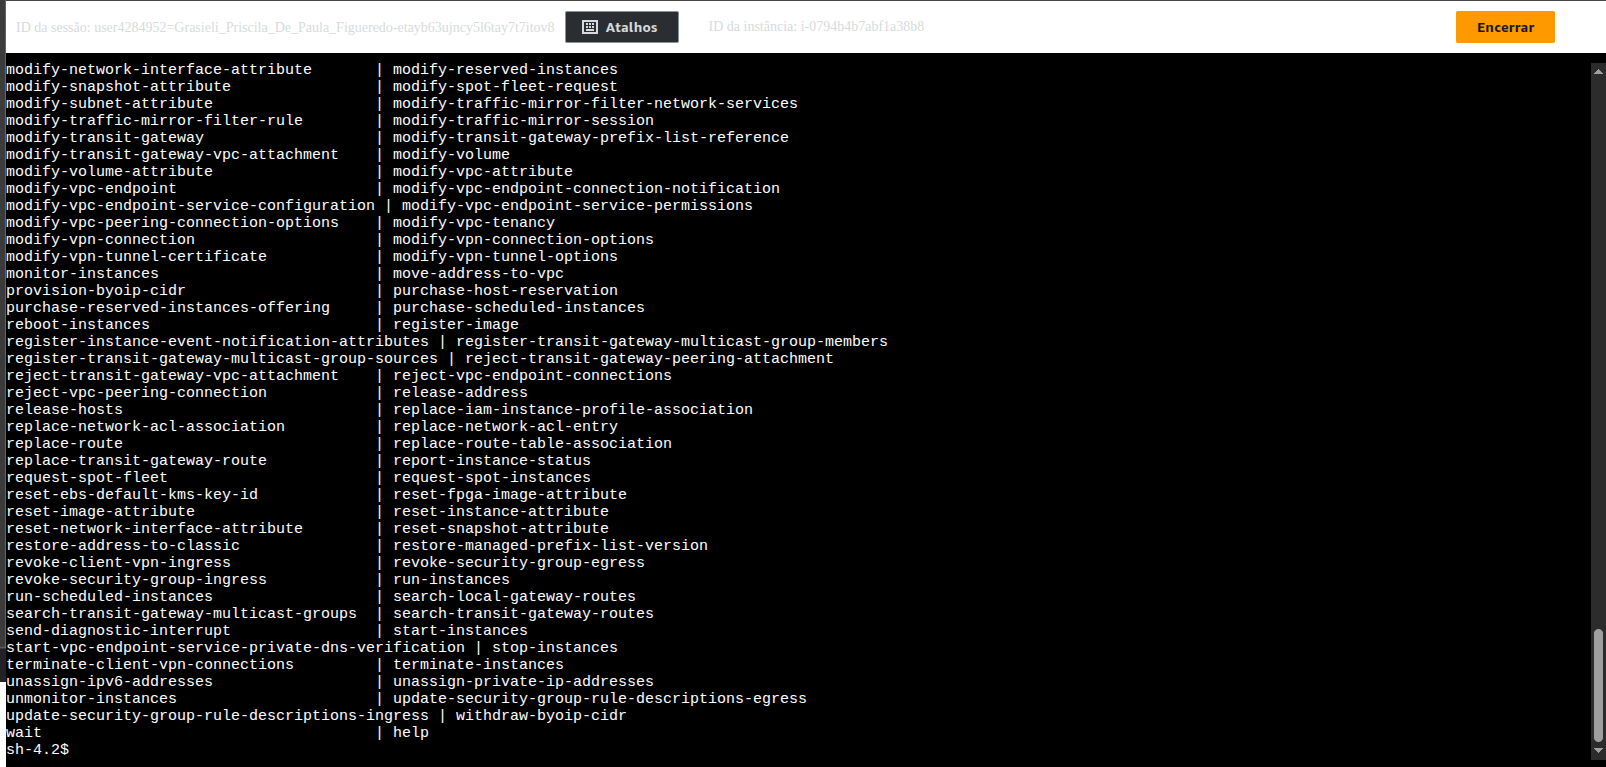 ID da sessão: user4284952=Grasieli_Priscila_De_Paula_Figueredo-etayb63ujncy5l6tay7t7itov8 Atalhos ID da instância: i-0794b4b7abf1a38b8 Encerrar
modify-network-interface-attribute | modify-reserved-instances
modify-snapshot-attribute | modify-spot-fleet-request
modify-subnet-attribute | modify-traffic-mirror-filter-network-services
modify-traffic-mirror-filter-rule | modify-traffic-mirror-session
modify-transit-gateway | modify-transit-gateway-prefix-list-reference
modify-transit-gateway-vpc-attachment | modify-volume
modify-volume-attribute | modify-vpc-attribute
modify-vpc-endpoint | modify-vpc-endpoint-connection-notification
modify-vpc-endpoint-service-configuration | modify-vpc-endpoint-service-permissions
modify-vpc-peering-connection-options | modify-vpc-tenancy
modify-vpn-connection | modify-vpn-connection-options
modify-vpn-tunnel-certificate | modify-vpn-tunnel-options
monitor-instances | move-address-to-vpc
provision-byoip-cidr | purchase-host-reservation
purchase-reserved-instances-offering | purchase-scheduled-instances
reboot-instances | register-image
register-instance-event-notification-attributes | register-transit-gateway-multicast-group-members
register-transit-gateway-multicast-group-sources | reject-transit-gateway-peering-attachment
reject-transit-gateway-vpc-attachment | reject-vpc-endpoint-connections
reject-vpc-peering-connection | release-address
release-hosts | replace-iam-instance-profile-association
replace-network-acl-association | replace-network-acl-entry
replace-route | replace-route-table-association
replace-transit-gateway-route | report-instance-status
request-spot-fleet | request-spot-instances
reset-ebs-default-kms-key-id | reset-fpga-image-attribute
reset-image-attribute | reset-instance-attribute
reset-network-interface-attribute | reset-snapshot-attribute
restore-address-to-classic | restore-managed-prefix-list-version
revoke-client-vpn-ingress | revoke-security-group-egress
revoke-security-group-ingress | run-instances
run-scheduled-instances | search-local-gateway-routes
search-transit-gateway-multicast-groups | search-transit-gateway-routes
send-diagnostic-interrupt | start-instances
start-vpc-endpoint-service-private-dns-verification | stop-instances
terminate-client-vpn-connections | terminate-instances
unassign-ipv6-addresses | unassign-private-ip-addresses
unmonitor-instances | update-security-group-rule-descriptions-egress
update-security-group-rule-descriptions-ingress | withdraw-byoip-cidr
wait | help
sh-4.2$